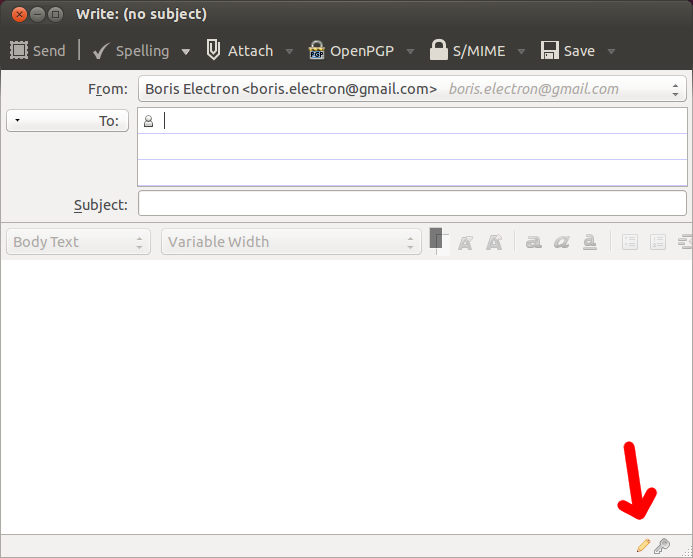 Write: (no subject)
Send Spelling Attach OpenPGP S/MIME Save
From: Boris Electron <boris.electron@gmail.com> boris.electron@gmail.com
To:
Subject:
Body Text Variable Width